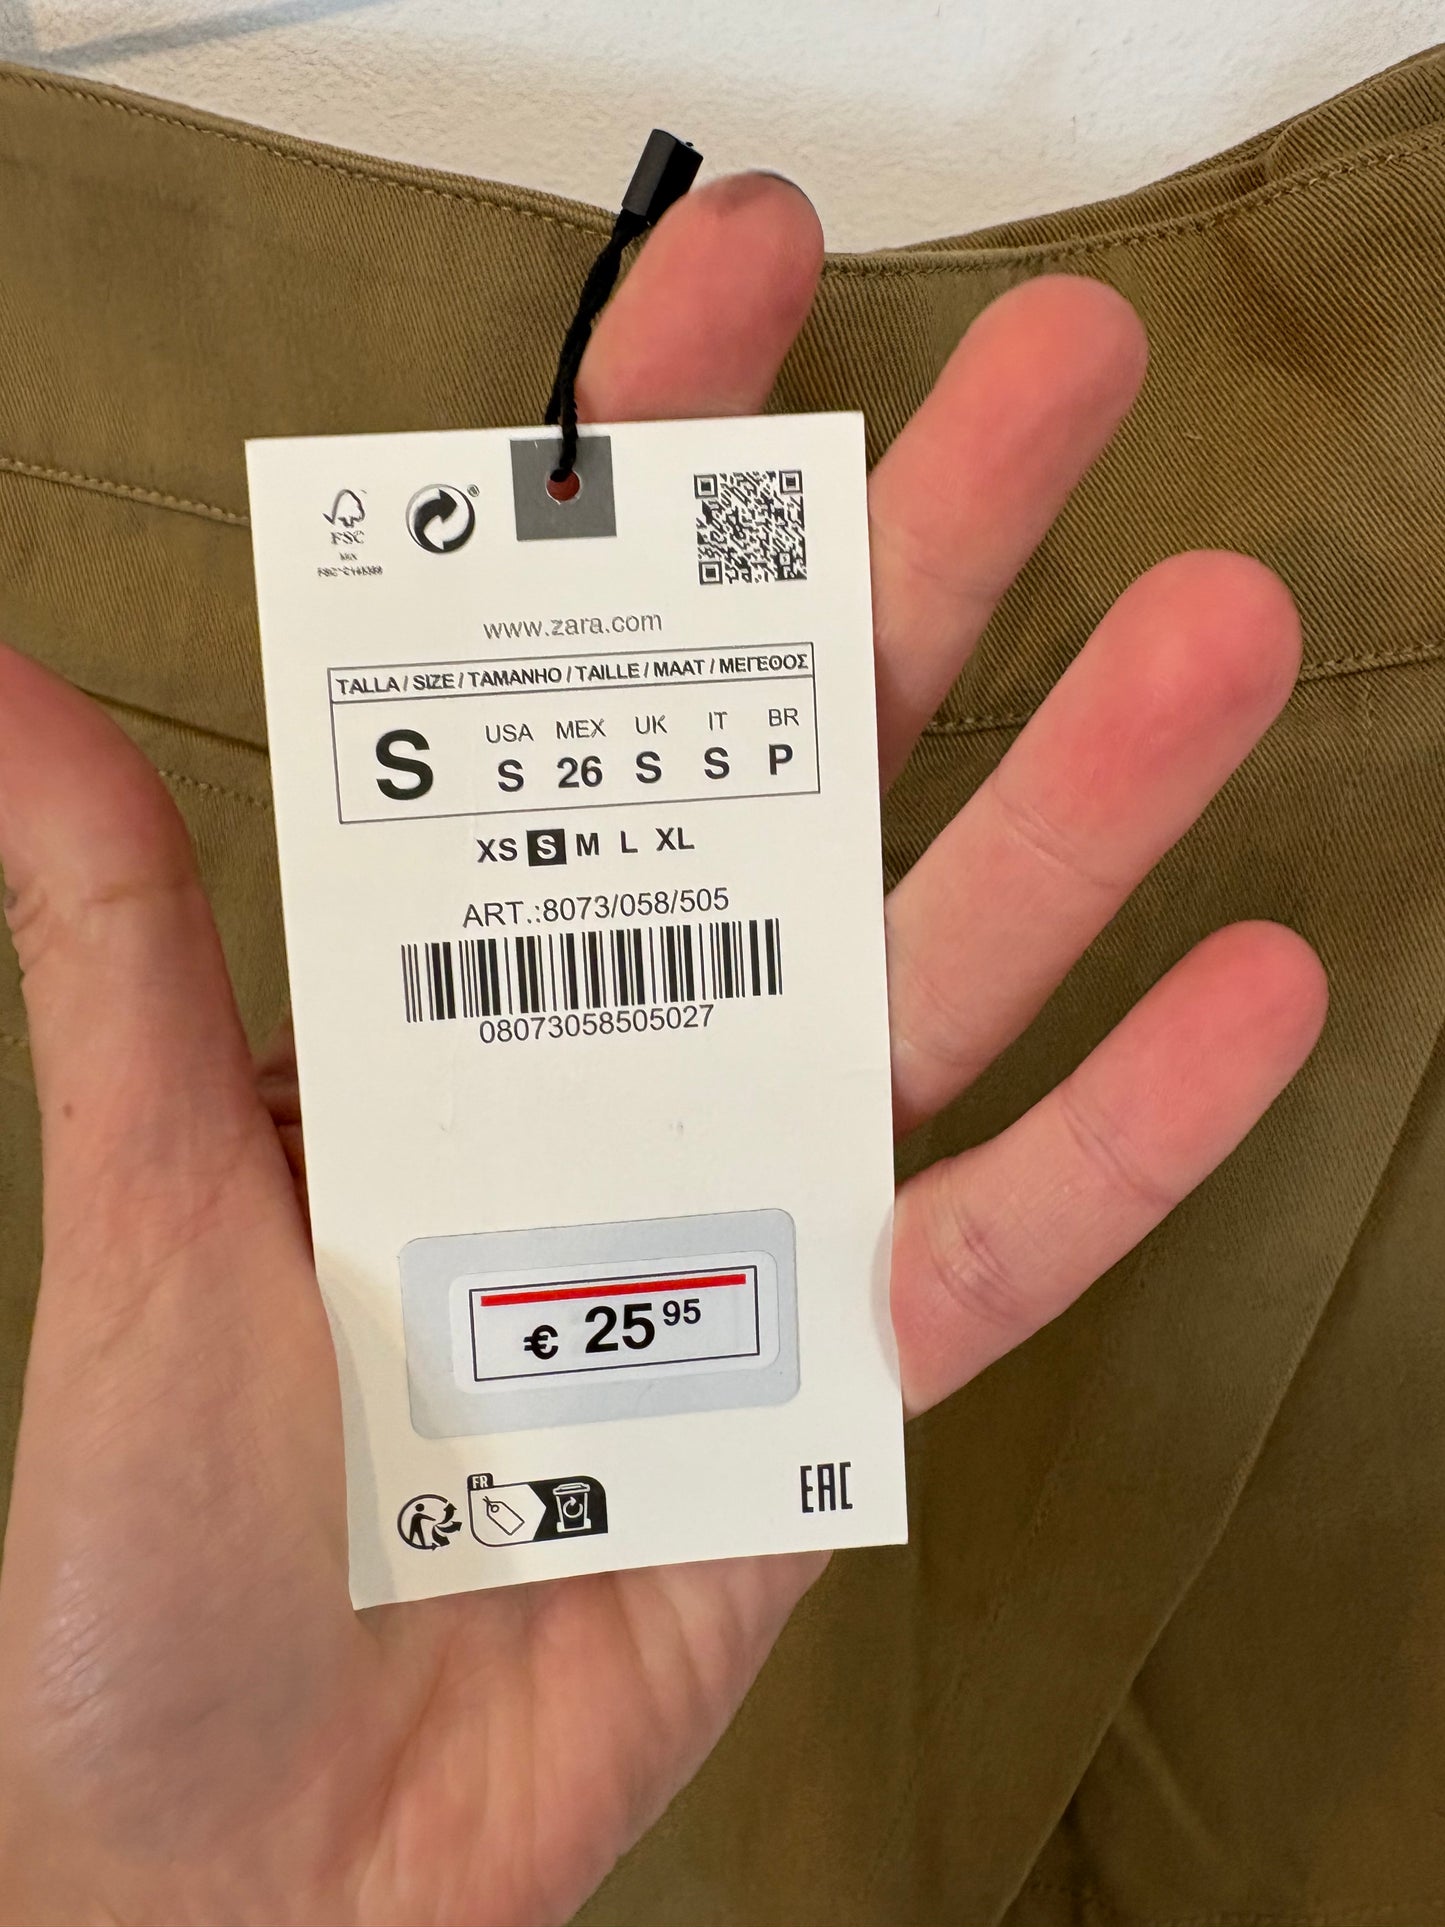 FSC
MIX
®
www.zara.com
TALLA / SIZE / TAMANHO / TAILLE / MAAT / ΜΕΓΕΘΟΣ
S
USA MEX UK IT BR
S 26 S S P
XS S M L XL
ART.:8073/058/505
08073058505027
€ 25 95
FR
EAC